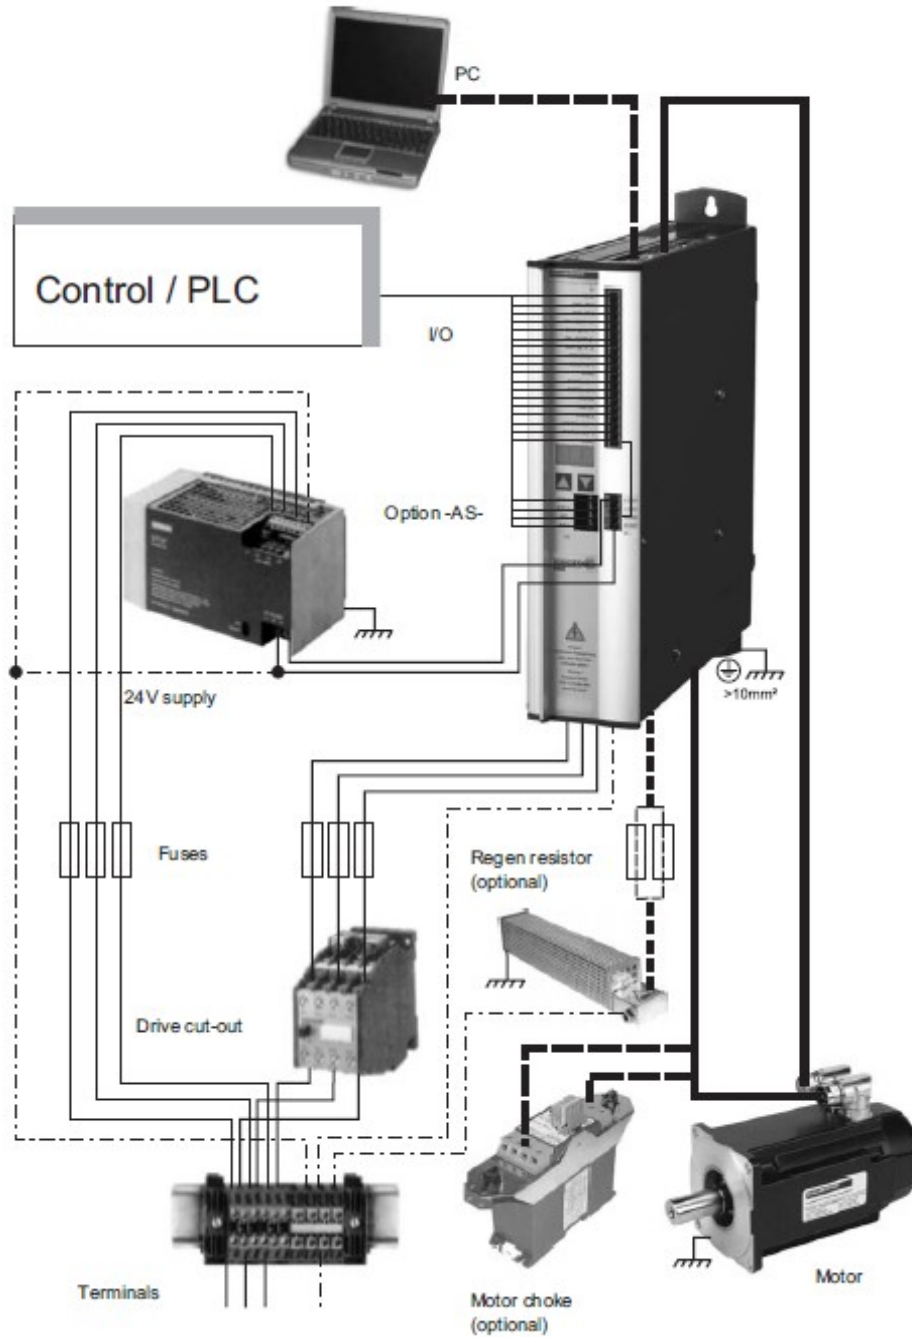 PC
Control / PLC
I/O
Option -AS-
24V supply
>10mm²
Fuses
Regen resistor
(optional)
Drive cut-out
Terminals
Motor choke
(optional)
Motor